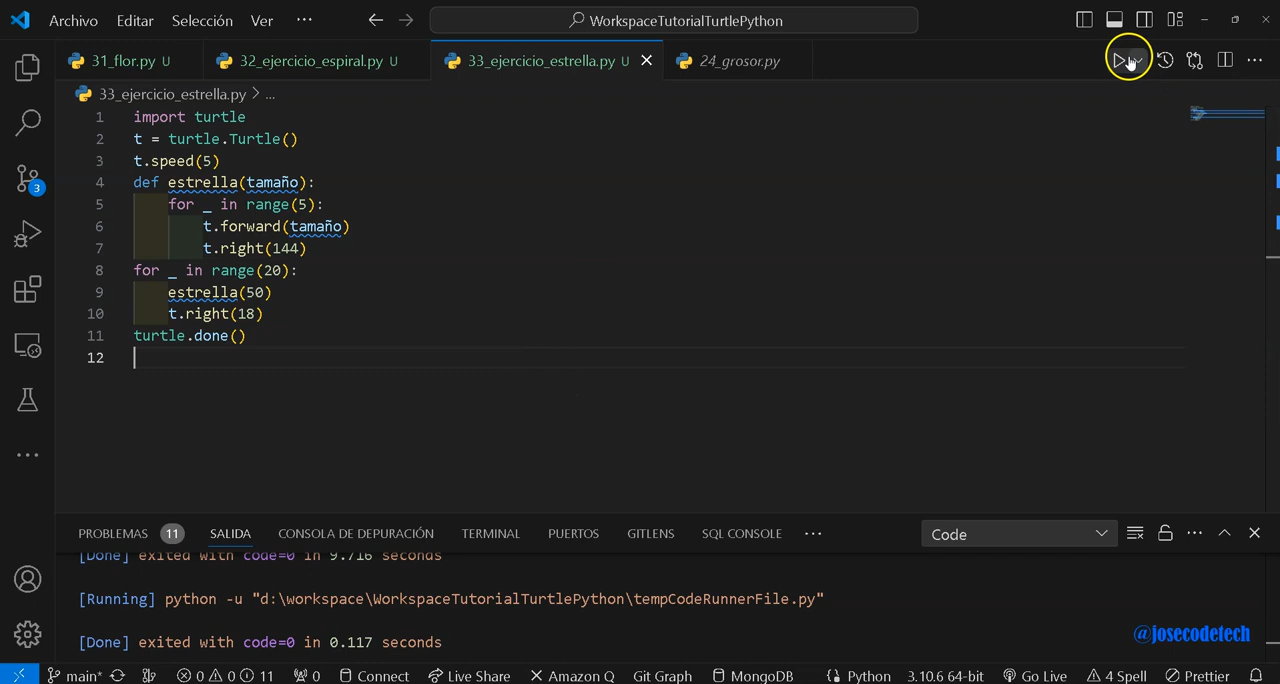 Archivo Editar Selección Ver ··· WorkspaceTutorialTurtlePython
31_flor.py U 32_ejercicio_espiral.py U 33_ejercicio_estrella.py U 24_grosor.py
33_ejercicio_estrella.py > ...
1 import turtle
2 t = turtle.Turtle()
3 t.speed(5)
4 def estrella(tamaño):
5 for _ in range(5):
6 t.forward(tamaño)
7 t.right(144)
8 for _ in range(20):
9 estrella(50)
10 t.right(18)
11 turtle.done()
12
3
PROBLEMAS 11 SALIDA CONSOLA DE DEPURACIÓN TERMINAL PUERTOS GITLENS SQL CONSOLE ··· Code
[Done] exited with code=0 in 9.716 seconds
[Running] python -u "d:\workspace\WorkspaceTutorialTurtlePython\tempCodeRunnerFile.py"
[Done] exited with code=0 in 0.117 seconds
@josecodetech
main* 0 0 11 0 Connect Live Share Amazon Q Git Graph MongoDB Python 3.10.6 64-bit Go Live 4 Spell Prettier